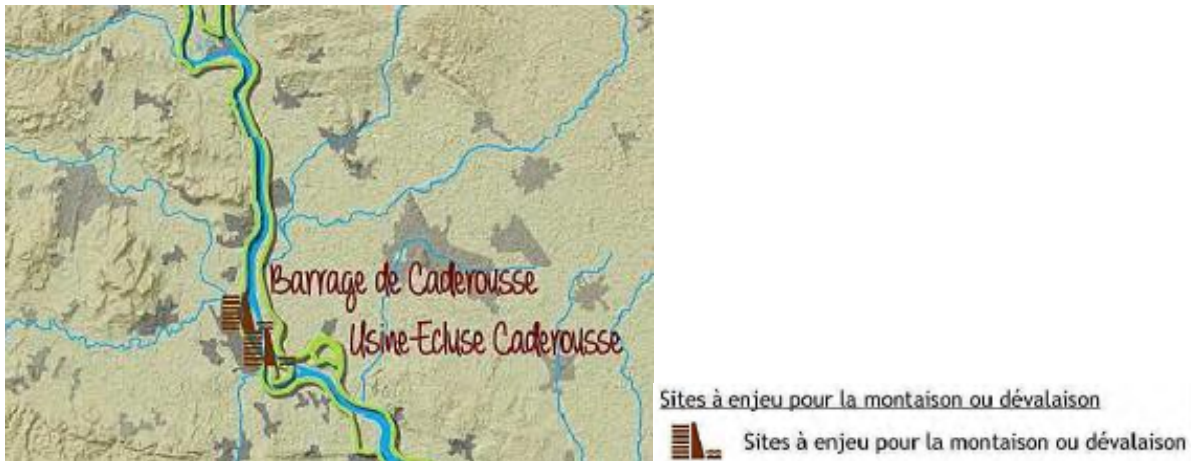 Barrage de Caderousse
Usine-Ecluse Caderousse
Sites à enjeu pour la montaison ou dévalaison
Sites à enjeu pour la montaison ou dévalaison